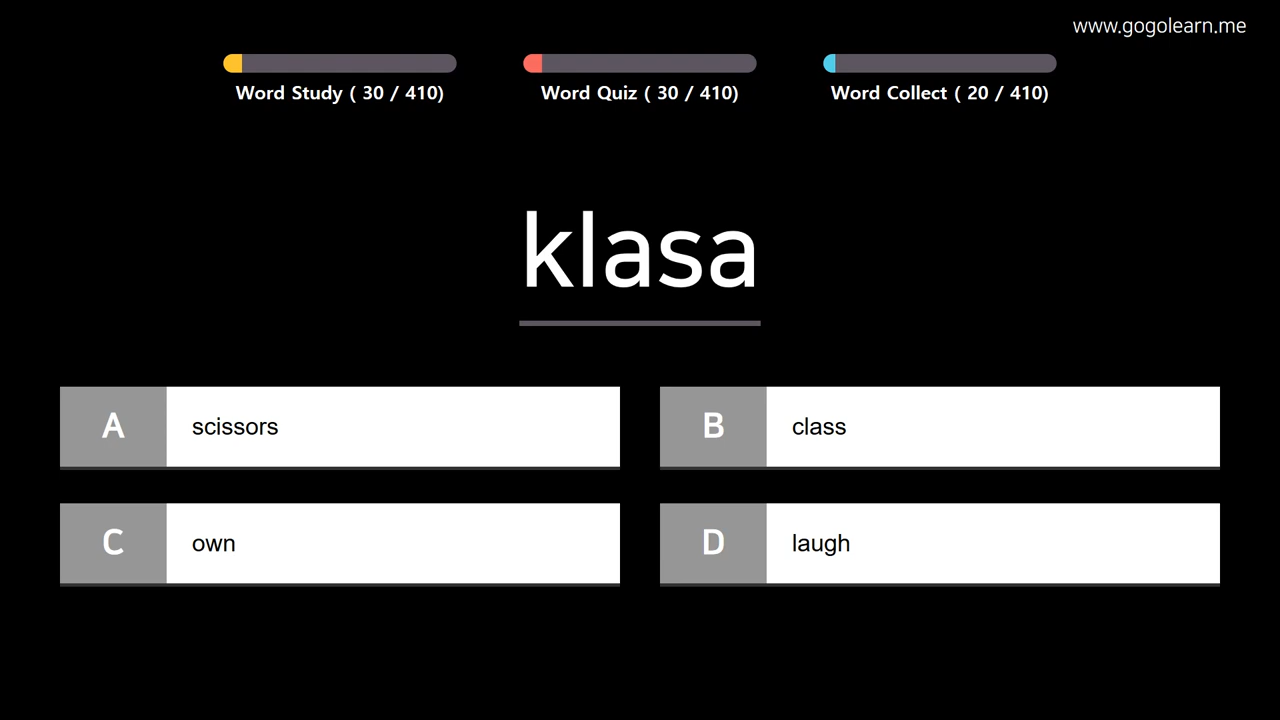 www.gogolearn.me
Word Study ( 30 / 410)
Word Quiz ( 30 / 410)
Word Collect ( 20 / 410)
klasa
A scissors
B class
C own
D laugh